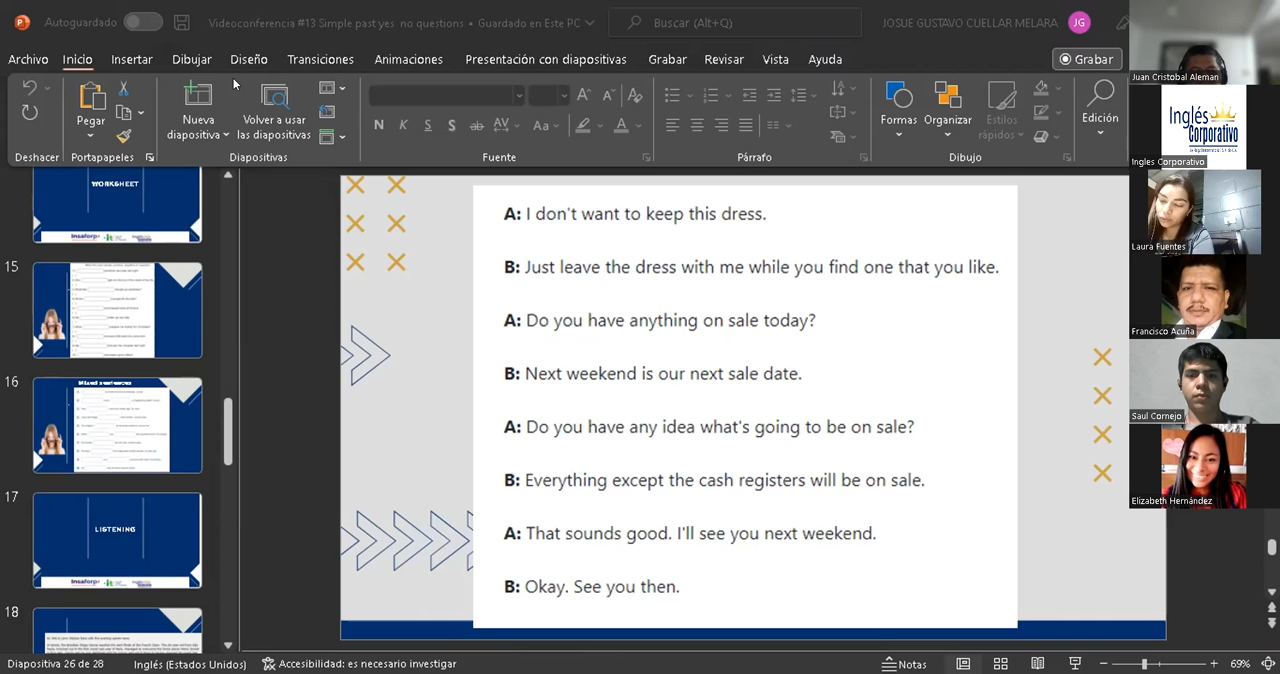 Autoguardado
Videoconferencia #13 Simple past yes no questions • Guardado en Este PC
Buscar (Alt+Q)
JOSUE GUSTAVO CUELLAR MELARA
JG
Archivo Inicio Insertar Dibujar Diseño Transiciones Animaciones Presentación con diapositivas Grabar Revisar Vista Ayuda
Grabar
Pegar
Nueva diapositiva
Volver a usar las diapositivas
N K S S ab AV Aa A
Formas Organizar Estilos rápidos Edición
Deshacer Portapapeles Diapositivas Fuente Párrafo Dibujo
WORKSHEET
Insaforp
15
16
Mixed sentences
17
LISTENING
Insaforp
18
A: I don't want to keep this dress.
B: Just leave the dress with me while you find one that you like.
A: Do you have anything on sale today?
B: Next weekend is our next sale date.
A: Do you have any idea what's going to be on sale?
B: Everything except the cash registers will be on sale.
A: That sounds good. I'll see you next weekend.
B: Okay. See you then.
Juan Cristobal Aleman
Inglés Corporativo
Ingles Corporativo
Laura Fuentes
Francisco Acuña
Saul Cornejo
Elizabeth Hernández
Diapositiva 26 de 28
Inglés (Estados Unidos)
Accesibilidad: es necesario investigar
Notas
69%